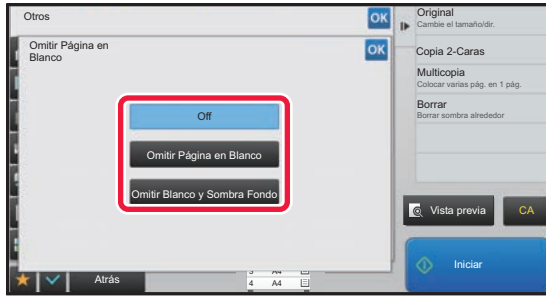 Otros
OK
Omitir Página en
Blanco
OK
Off
Omitir Página en Blanco
Omitir Blanco y Sombra Fondo
Atrás
3 A4
4 A4
Original
Cambie el tamaño/dir.
Copia 2-Caras
Multicopia
Colocar varias pág. en 1 pág.
Borrar
Borrar sombra alrededor
Vista previa
CA
Iniciar